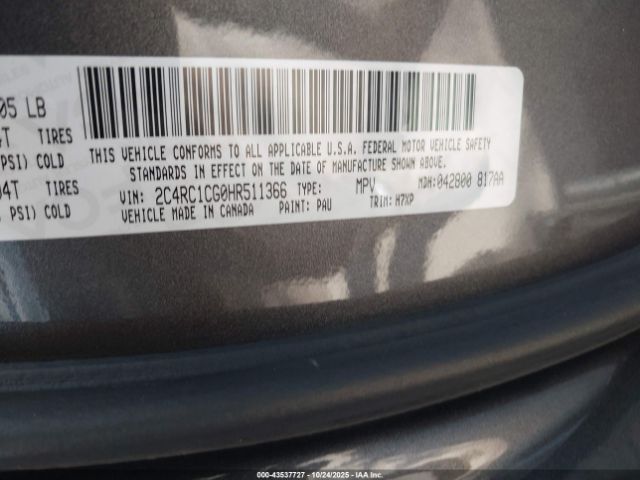 05 LB
4T TIRES
PSI) COLD
04T TIRES
PSI) COLD
THIS VEHICLE CONFORMS TO ALL APPLICABLE U.S.A. FEDERAL MOTOR VEHICLE SAFETY
STANDARDS IN EFFECT ON THE DATE OF MANUFACTURE SHOWN ABOVE.
VIN: 2C4RC1CG0HR511366 TYPE: MPV MDH: 042800 817AA
VEHICLE MADE IN CANADA PAINT: PAU TRIM: H7XP
000-43537727 - 10/24/2025 - IAA Inc.